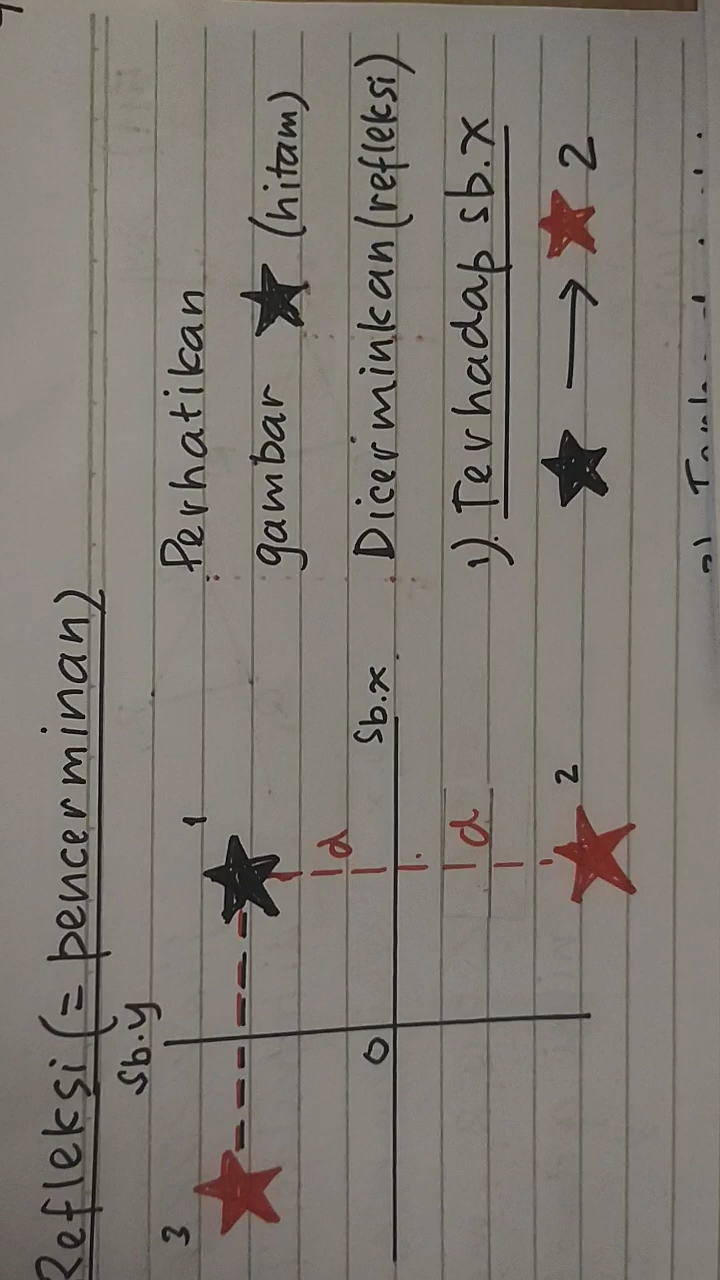 Refleksi (= pencerminan)
Sb.y
3
1
d
0
Sb.x
d
2
Perhatikan
gambar ★ (hitam)
Dicerminkan (refleksi)
1). Terhadap sb.x
★ → ★ 2